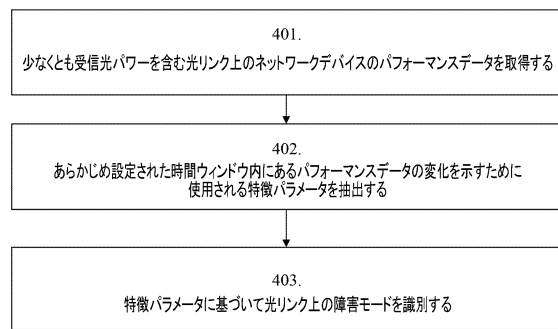 401.
少なくとも受信光パワーを含む光リンク上のネットワークデバイスのパフォーマンスデータを取得する
402.
あらかじめ設定された時間ウィンドウ内にあるパフォーマンスデータの変化を示すために
使用される特徴パラメータを抽出する
403.
特徴パラメータに基づいて光リンク上の障害モードを識別する